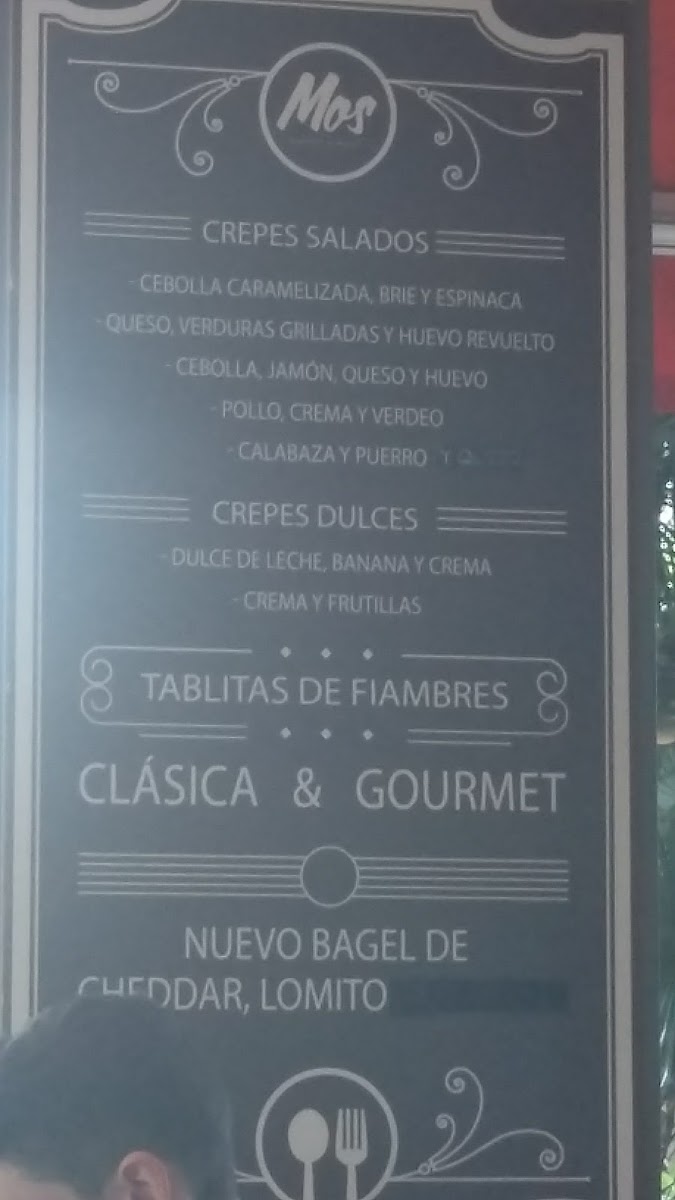 Mos
CREPES SALADOS
- CEBOLLA CARAMELIZADA, BRIE Y ESPINACA
- QUESO, VERDURAS GRILLADAS Y HUEVO REVUELTO
- CEBOLLA, JAMÓN, QUESO Y HUEVO
- POLLO, CREMA Y VERDEO
- CALABAZA Y PUERRO Y
CREPES DULCES
- DULCE DE LECHE, BANANA Y CREMA
- CREMA Y FRUTILLAS
TABLITAS DE FIAMBRES
CLÁSICA & GOURMET
NUEVO BAGEL DE
CHEDDAR, LOMITO